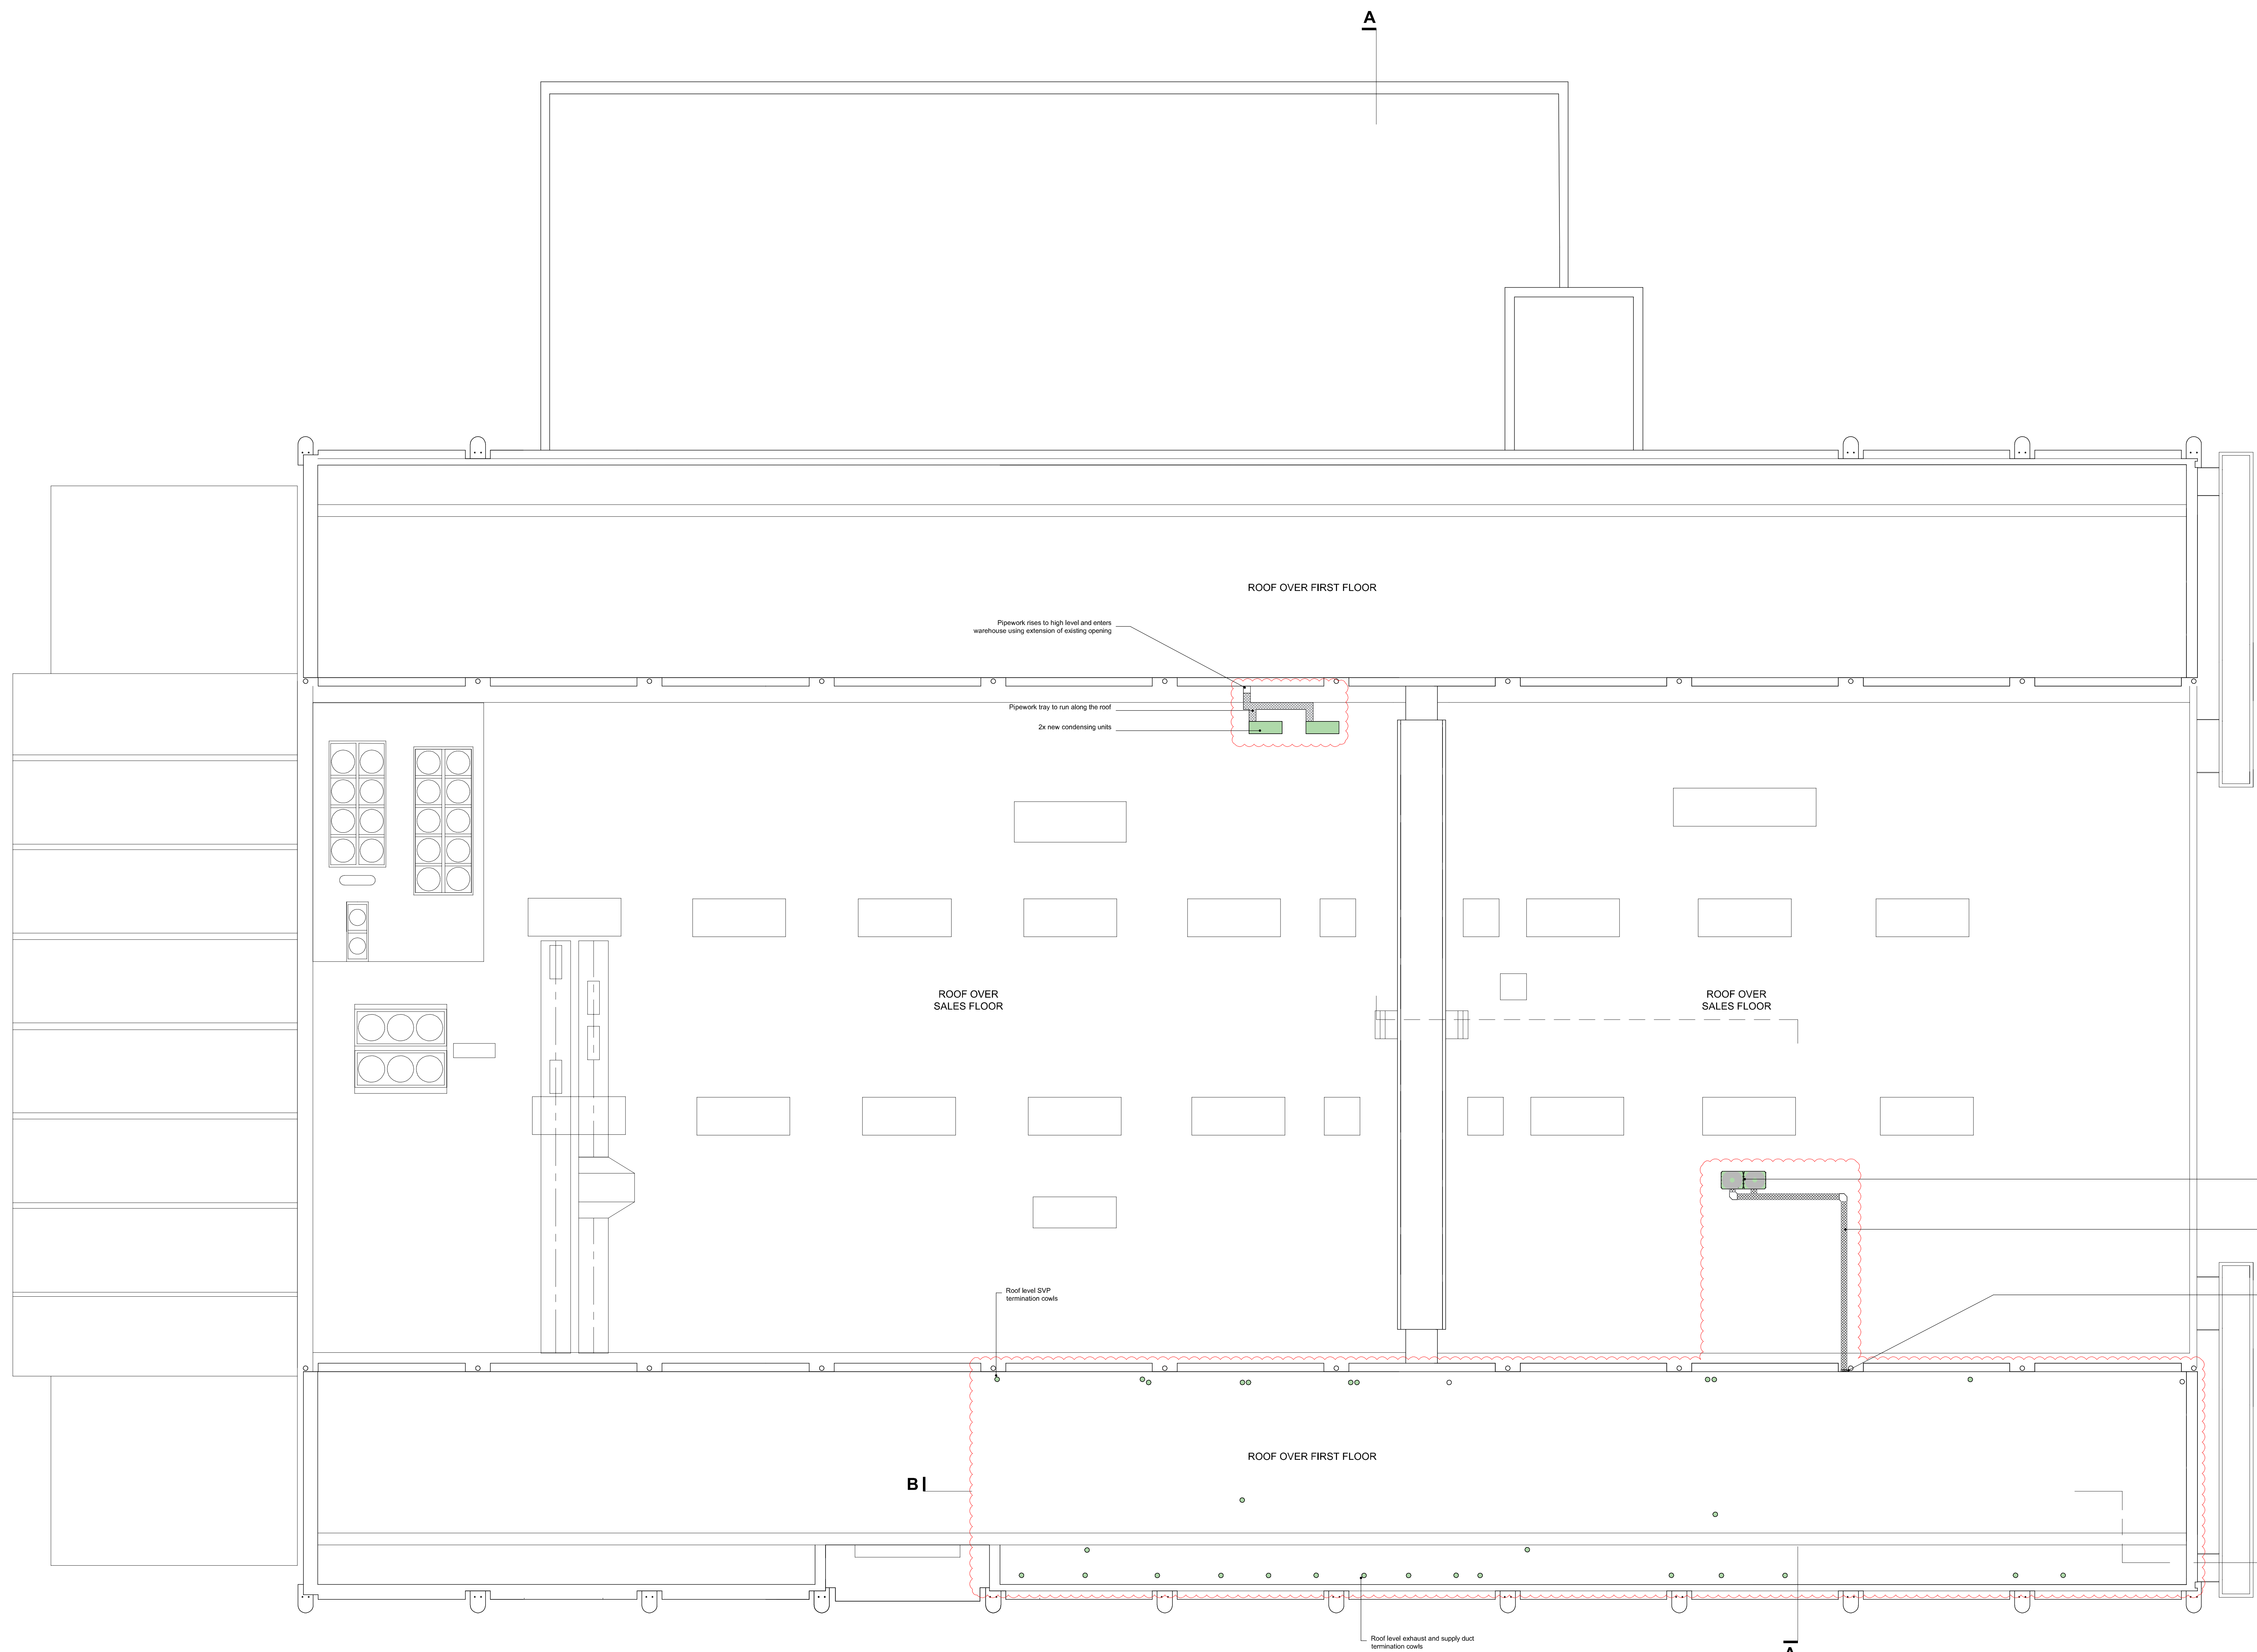 A
ROOF OVER FIRST FLOOR
Pipework rises to high level and enters
warehouse using extension of existing opening
Pipework tray to run along the roof
2x new condensing units
ROOF OVER
SALES FLOOR
ROOF OVER
SALES FLOOR
Roof level SVP
termination cowls
ROOF OVER FIRST FLOOR
B
Roof level exhaust and supply duct
termination cowls
A